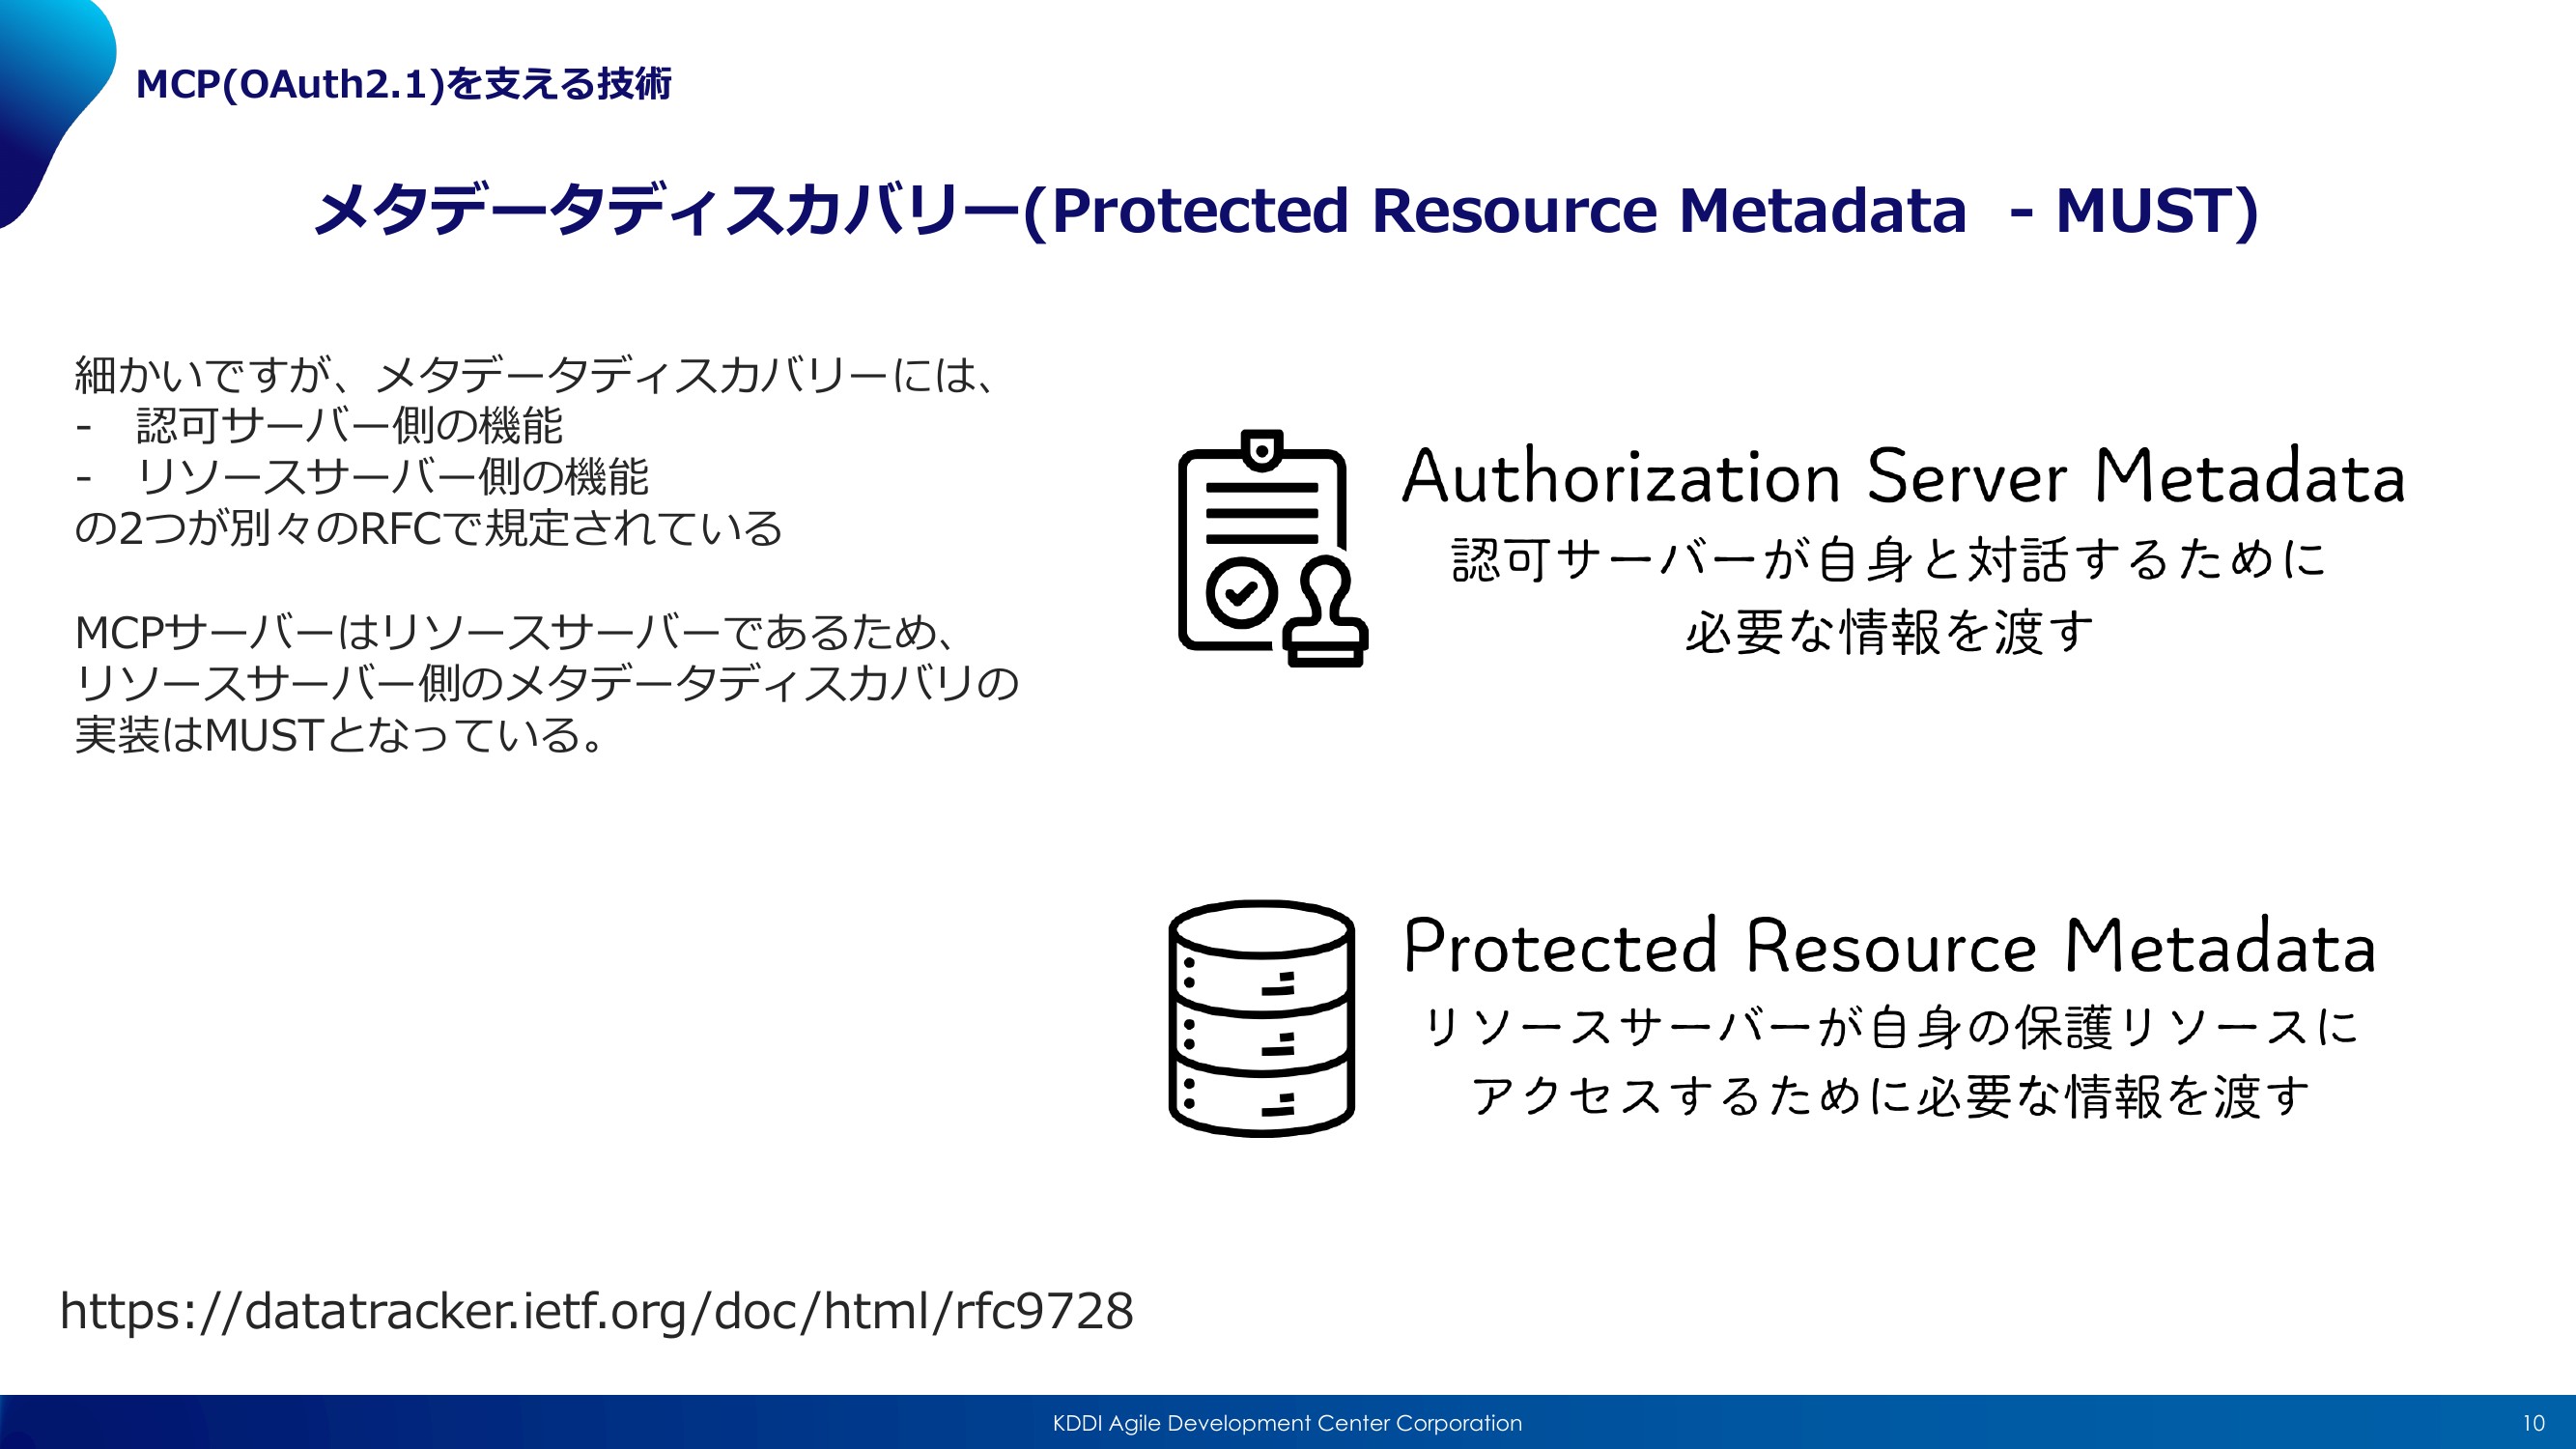 MCP(OAuth2.1)を支える技術
メタデータディスカバリー(Protected Resource Metadata - MUST)
細かいですが、メタデータディスカバリーには、
- 認可サーバー側の機能
- リソースサーバー側の機能
の2つが別々のRFCで規定されている
MCPサーバーはリソースサーバーであるため、
リソースサーバー側のメタデータディスカバリの
実装はMUSTとなっている。
Authorization Server Metadata
認可サーバーが自身と対話するために
必要な情報を渡す
Protected Resource Metadata
リソースサーバーが自身の保護リソースに
アクセスするために必要な情報を渡す
https://datatracker.ietf.org/doc/html/rfc9728
KDDI Agile Development Center Corporation
10